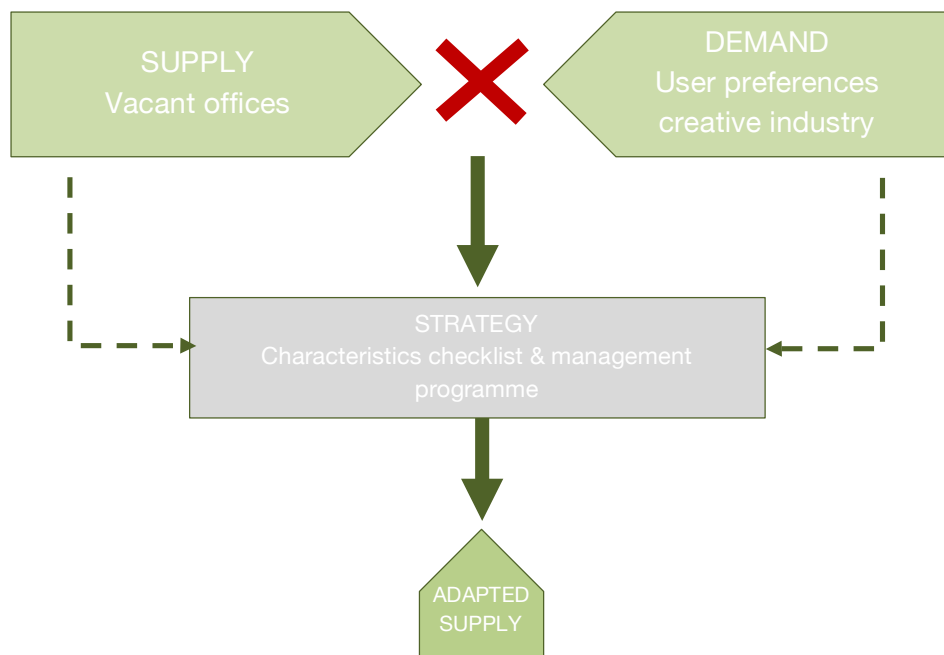 SUPPLY
Vacant offices
DEMAND
User preferences
creative industry
STRATEGY
Characteristics checklist & management
programme
ADAPTED
SUPPLY